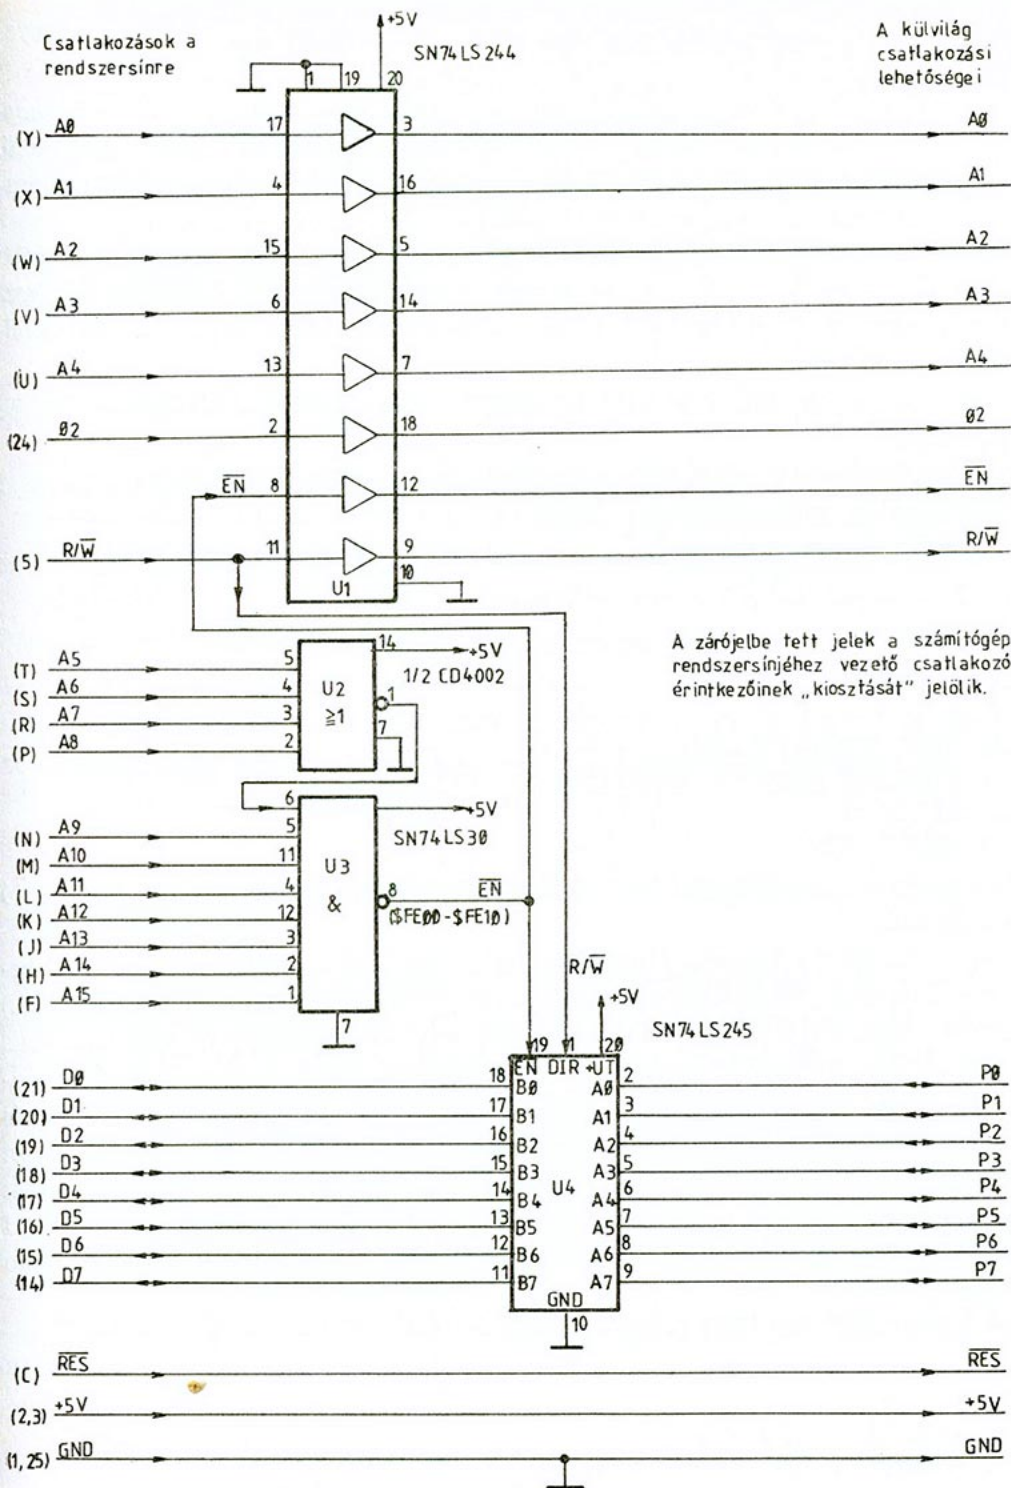 Csatlakozások a
rendszersínre
+5V
SN74LS244
A külvilág
csatlakozási
lehetőségei
1 19 20
(Y) A0 17 3 A0
(X) A1 4 16 A1
(W) A2 15 5 A2
(V) A3 6 14 A3
(U) A4 13 7 A4
(24) Ø2 2 18 Ø2
E̅N̅ 8 12 E̅N̅
(5) R/W̅ 11 9 R/W̅
U1 10
A zárójelbe tett jelek a számítógép
rendszersínjéhez vezető csatlakozó
érintkezőinek „kiosztását” jelölik.
14 +5V
1/2 CD4002
(T) A5 5
(S) A6 4 U2 1
(R) A7 3 ≧1 7
(P) A8 2
6 +5V
SN74LS30
(N) A9 5
(M) A10 11 U3
(L) A11 4 & 8 E̅N̅
(K) A12 12 ($FE00-$FE10)
(J) A13 3
(H) A14 2
(F) A15 1
7
R/W̅
+5V
SN74LS245
19 1 20
E̅N̅ DIR +UT
(21) D0 18 B0 A0 2 P0
(20) D1 17 B1 A1 3 P1
(19) D2 16 B2 A2 4 P2
(18) D3 15 B3 A3 5 P3
U4
(17) D4 14 B4 A4 6 P4
(16) D5 13 B5 A5 7 P5
(15) D6 12 B6 A6 8 P6
(14) D7 11 B7 A7 9 P7
GND
10
(C) R̅E̅S̅ R̅E̅S̅
(2,3) +5V +5V
(1,25) GND GND